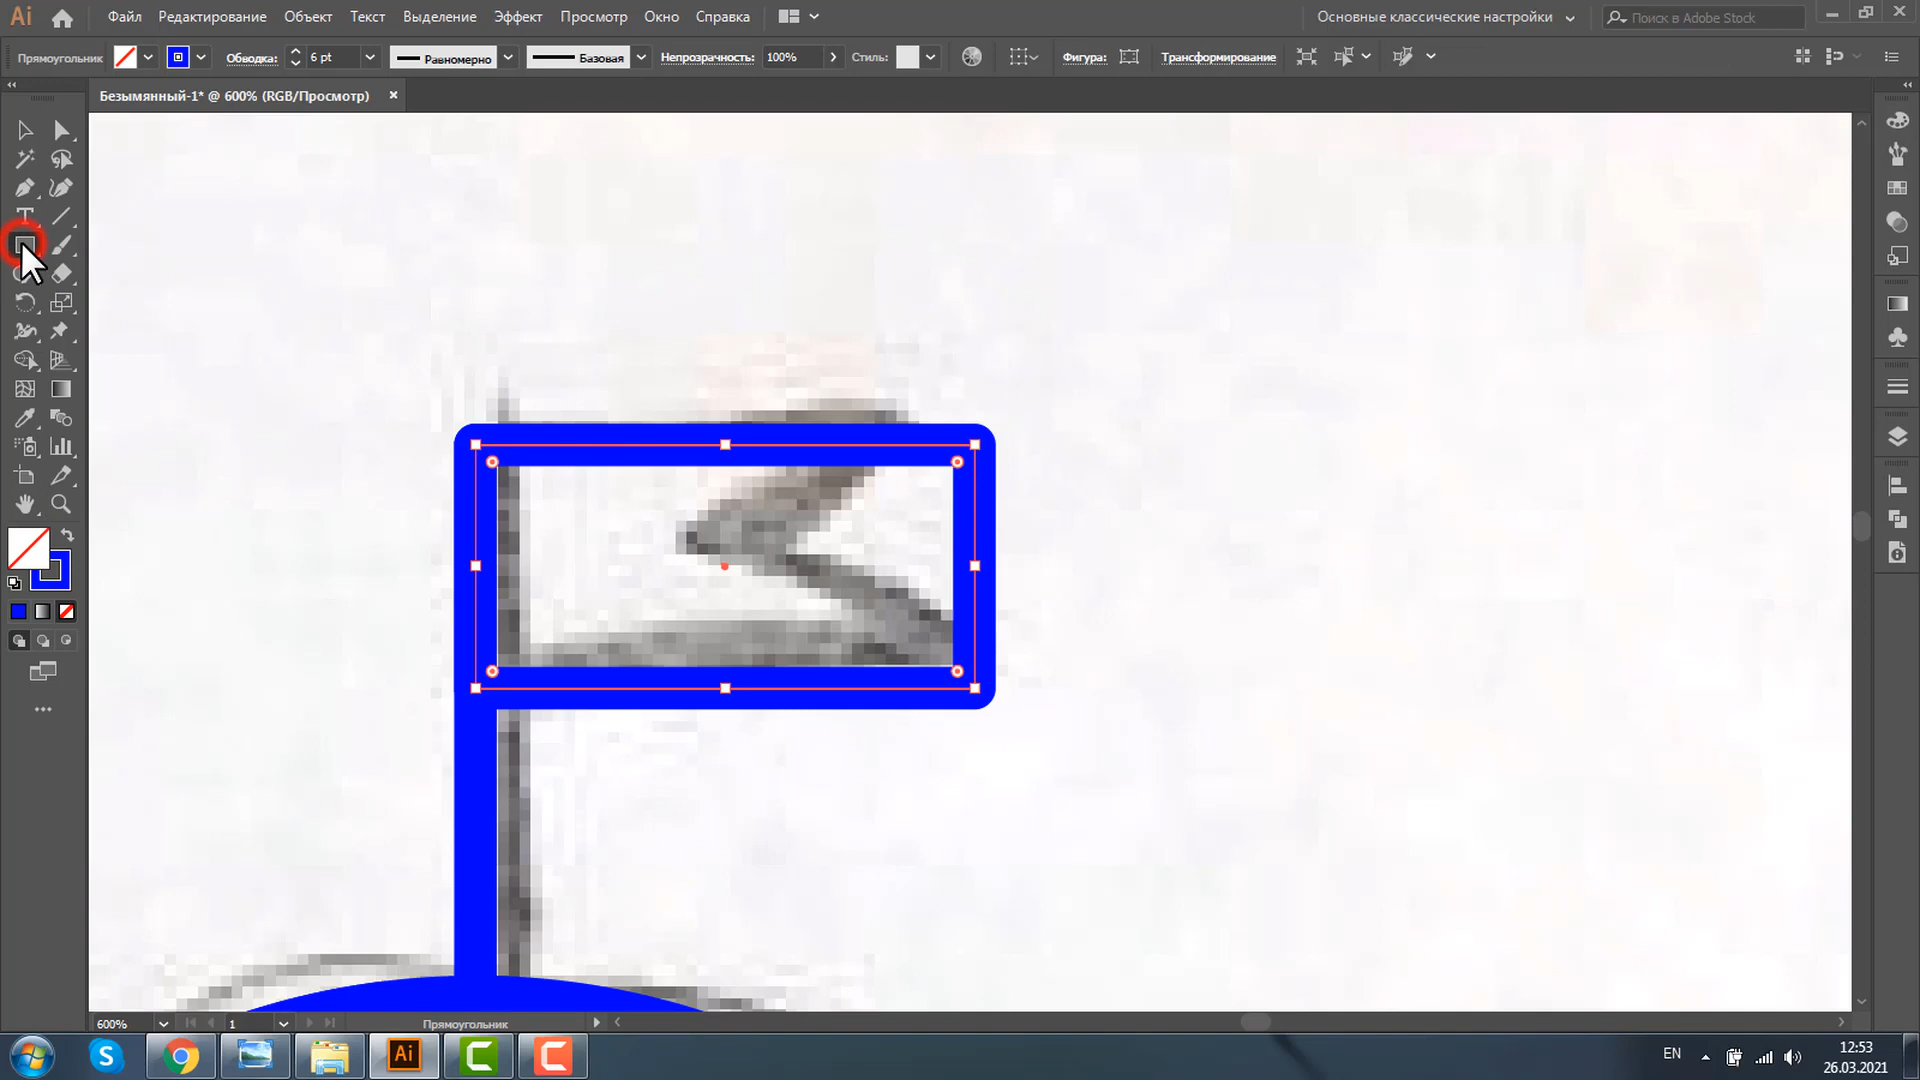 Ai Файл Редактирование Объект Текст Выделение Эффект Просмотр Окно Справка Основные классические настройки Поиск в Adobe Stock
Прямоугольник Обводка: 6 pt Равномерно Базовая Непрозрачность: 100% Стиль: Фигура: Трансформирование
Безымянный-1* @ 600% (RGB/Просмотр) ×
T
600% 1 Прямоугольник
S Ai C C EN 12:53
26.03.2021